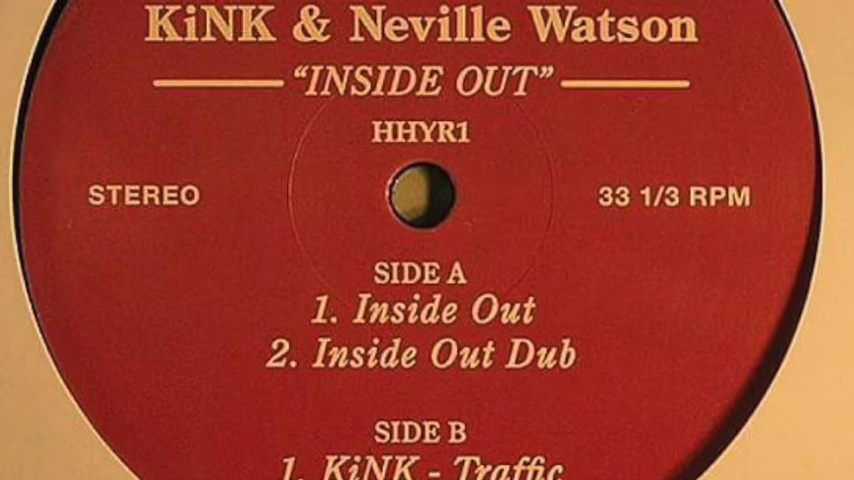 KiNK & Neville Watson
"INSIDE OUT"
HHYR1
STEREO
33 1/3 RPM
SIDE A
1. Inside Out
2. Inside Out Dub
SIDE B
1. KiNK - Traffic